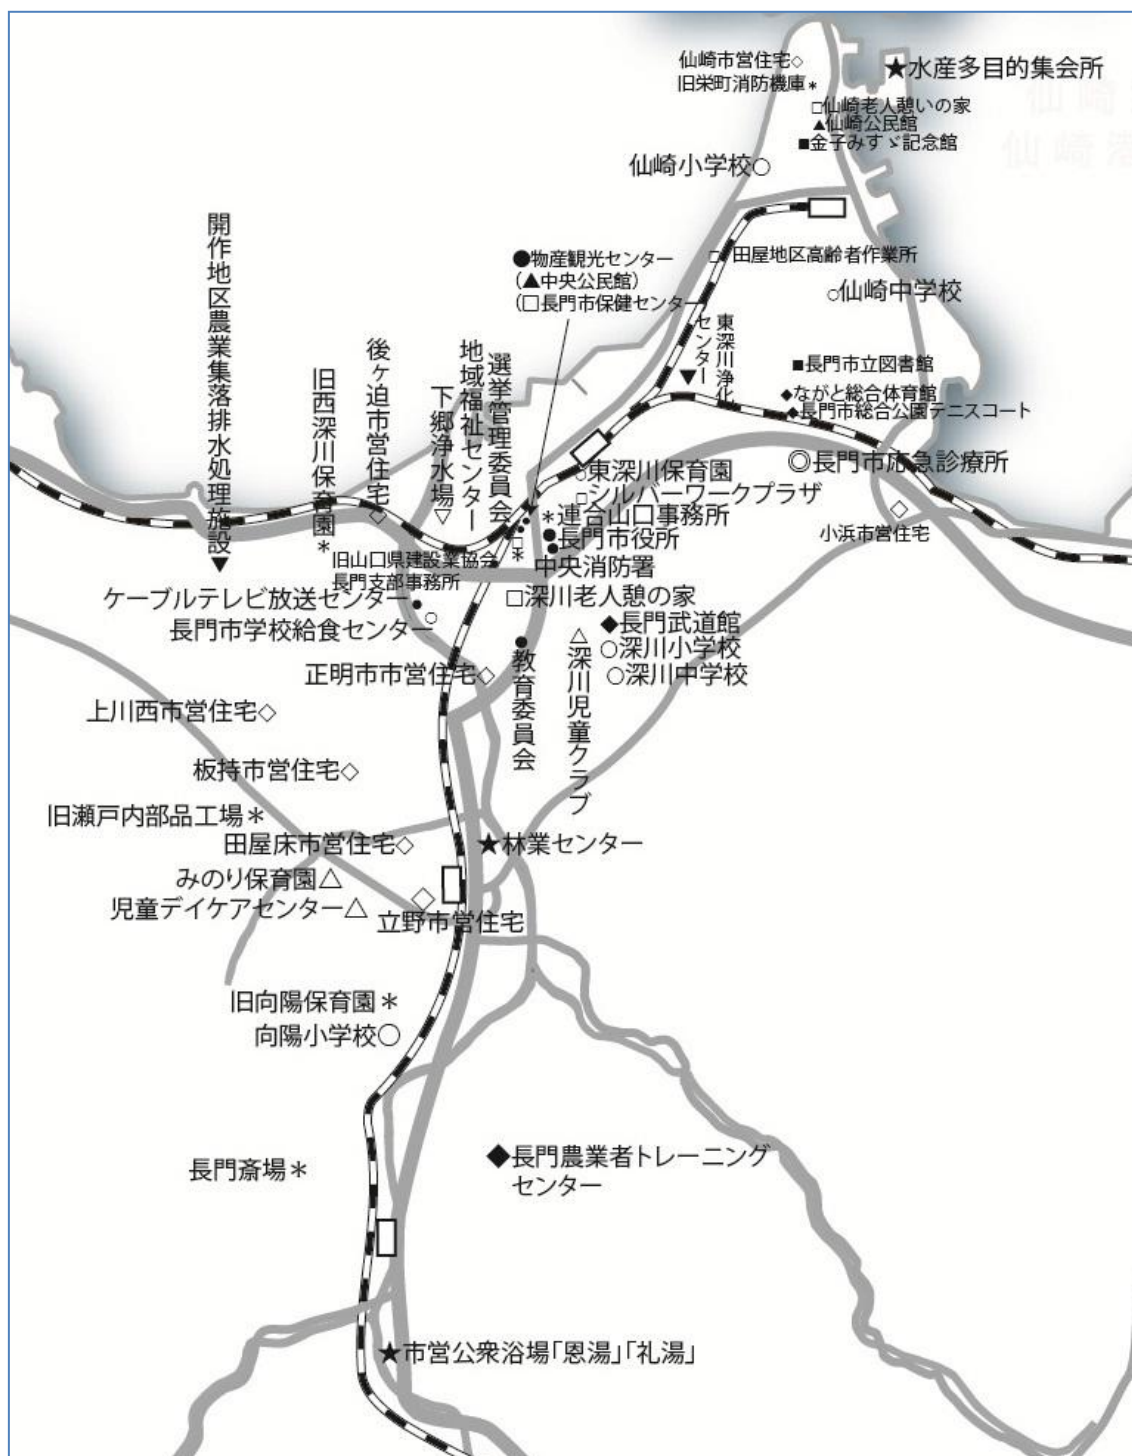 仙崎市営住宅◇
旧栄町消防機庫*
★水産多目的集会所
□仙崎老人憩いの家
▲仙崎公民館
■金子みすゞ記念館
仙崎
仙崎港
仙崎小学校○
□田屋地区高齢者作業所
○仙崎中学校
●物産観光センター
(▲中央公民館)
(□長門市保健センター
東深川浄化
センター▼
■長門市立図書館
◆ながと総合体育館
◆長門市総合公園テニスコート
◎長門市応急診療所
◇
小浜市営住宅
開作地区農業集落排水処理施設▼
旧西深川保育園*
後ヶ迫市営住宅◇
下郷浄水場▽
地域福祉センター
選挙管理委員会
○東深川保育園
□シルバーワークプラザ
*連合山口事務所
●長門市役所
●
中央消防署
旧山口県建設業協会
長門支部事務所
□
*
ケーブルテレビ放送センター●
長門市学校給食センター○
□深川老人憩の家
◆長門武道館
○深川小学校
○深川中学校
△深川児童クラブ
●教育委員会
正明市市営住宅◇
上川西市営住宅◇
板持市営住宅◇
旧瀬戸内部品工場*
田屋床市営住宅◇
★林業センター
みのり保育園△
児童デイケアセンター△
◇
立野市営住宅
旧向陽保育園*
向陽小学校○
長門斎場*
◆長門農業者トレーニング
センター
★市営公衆浴場「恩湯」「礼湯」